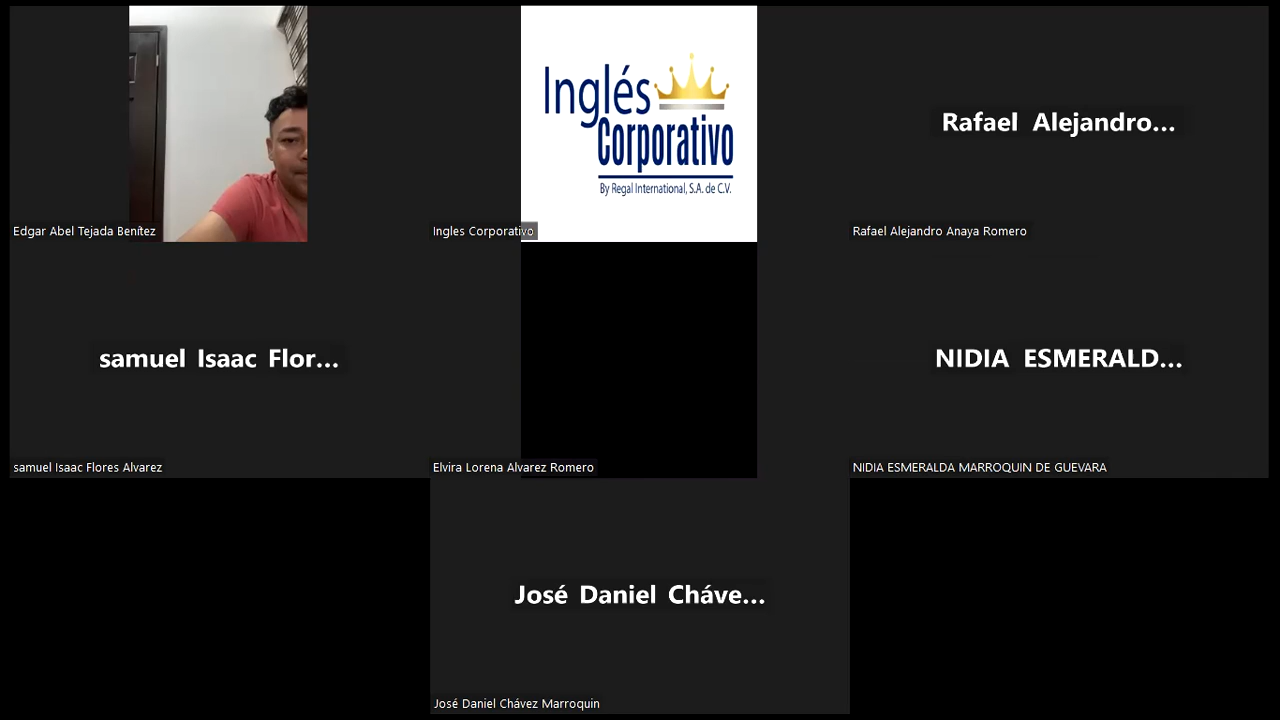 Inglés
Corporativo
By Regal International, S.A. de C.V.
Rafael Alejandro...
Edgar Abel Tejada Benítez
Ingles Corporativo
Rafael Alejandro Anaya Romero
samuel Isaac Flor...
NIDIA ESMERALD...
samuel Isaac Flores Alvarez
Elvira Lorena Alvarez Romero
NIDIA ESMERALDA MARROQUIN DE GUEVARA
José Daniel Cháve...
José Daniel Chávez Marroquin